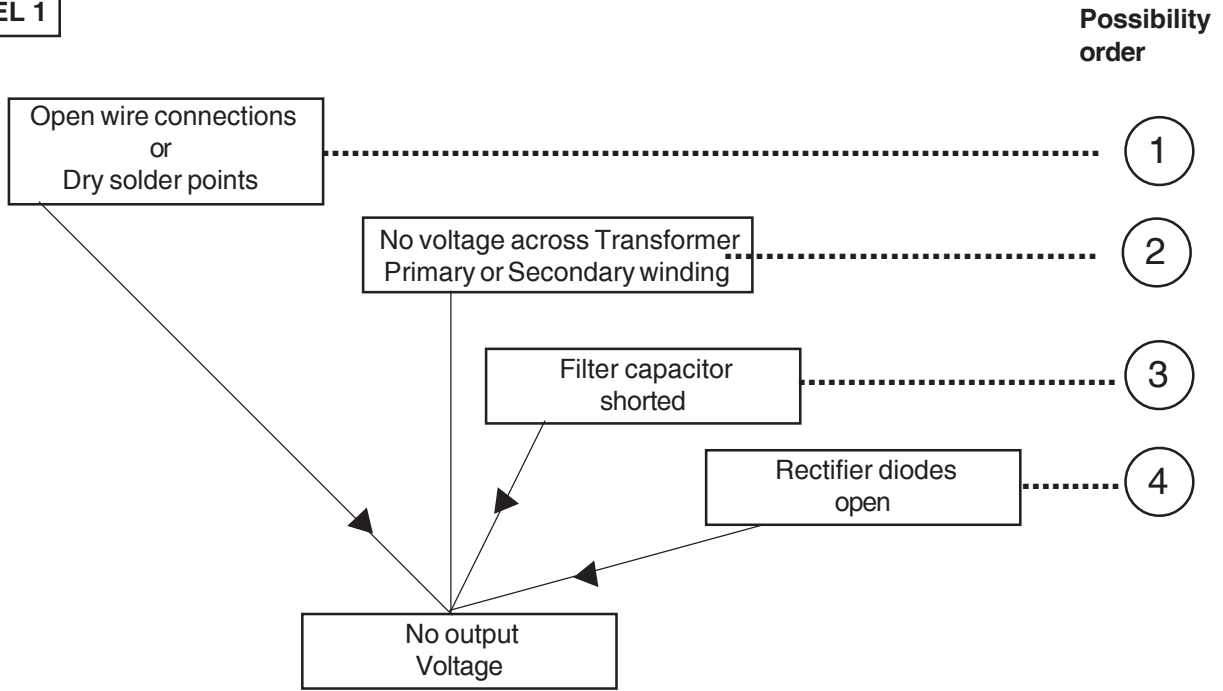 EL 1
Possibility
order
Open wire connections
or
Dry solder points
1
No voltage across Transformer
Primary or Secondary winding
2
Filter capacitor
shorted
3
Rectifier diodes
open
4
No output
Voltage